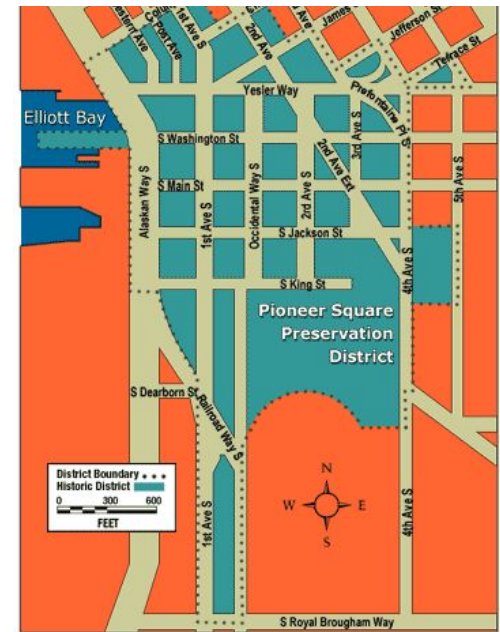 Western Ave
Post Ave
1st Ave S
2nd Ave
James St
Jefferson St
Terrace St
Prefontaine Pl S
Yesler Way
Elliott Bay
S Washington St
3rd Ave S
2nd Ave Ext
5th Ave S
Alaskan Way S
S Main St
1st Ave S
Occidental Way S
2nd Ave S
S Jackson St
4th Ave S
S King St
Pioneer Square
Preservation
District
S Dearborn St
Railroad Way S
District Boundary
Historic District
0 300 600
FEET
N
W E
S
1st Ave S
4th Ave S
S Royal Brougham Way